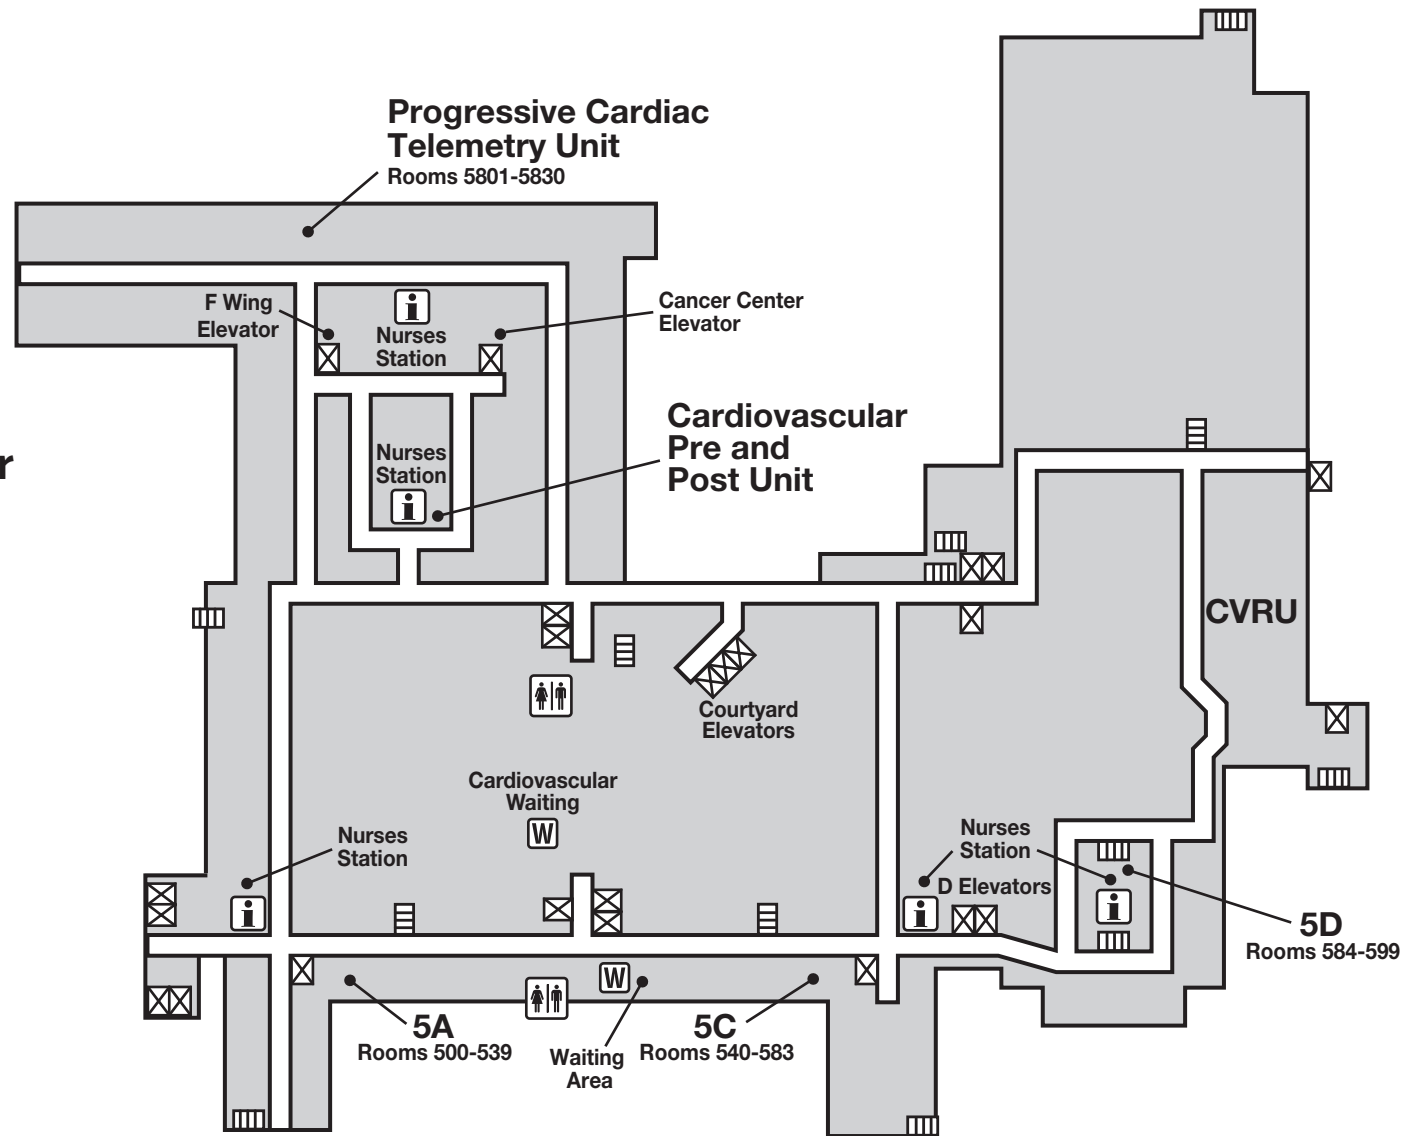 Progressive Cardiac
Telemetry Unit
Rooms 5801-5830
F Wing
Elevator
i
Nurses
Station
Cancer Center
Elevator
Cardiovascular
Pre and
Post Unit
Nurses
Station
i
r
CVRU
Courtyard
Elevators
Cardiovascular
Waiting
W
Nurses
Station
i
Nurses
Station
D Elevators
i
i
5D
Rooms 584-599
W
5A
Rooms 500-539
Waiting
Area
5C
Rooms 540-583